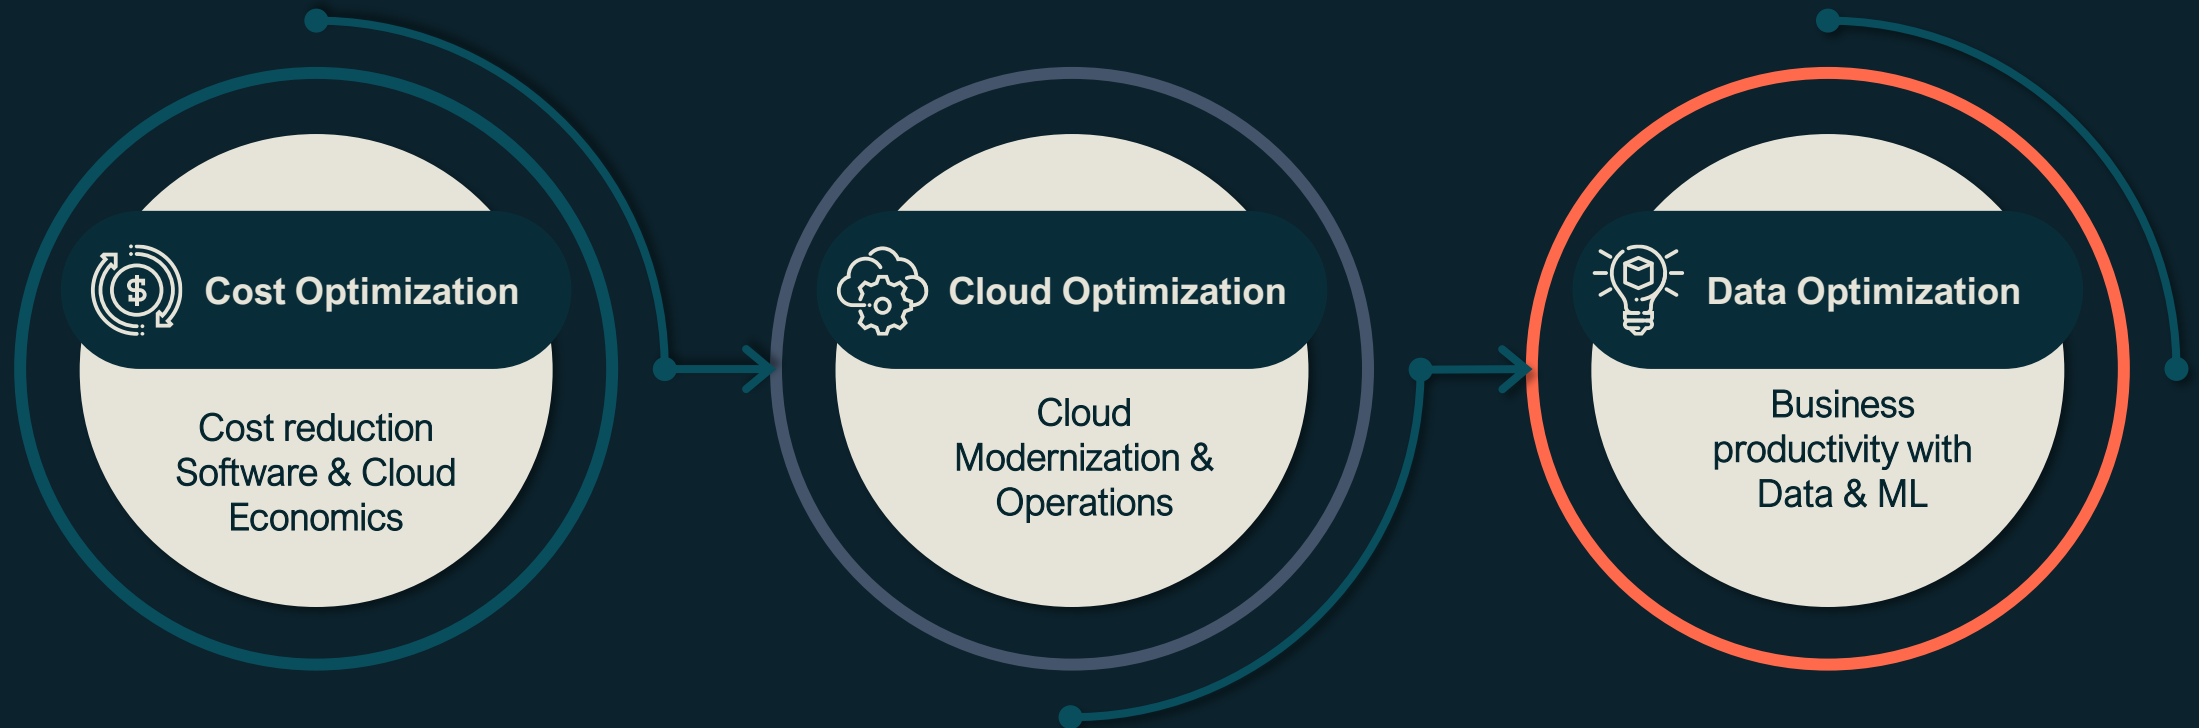 Cost Optimization
Cost reduction
Software & Cloud
Economics
Cloud Optimization
Cloud
Modernization &
Operations
Data Optimization
Business
productivity with
Data & ML